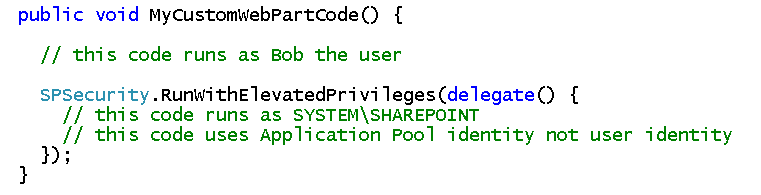 public void MyCustomWebPartCode() {
// this code runs as Bob the user
SPSecurity.RunWithElevatedPrivileges(delegate() {
// this code runs as SYSTEM\SHAREPOINT
// this code uses Application Pool identity not user identity
});
}